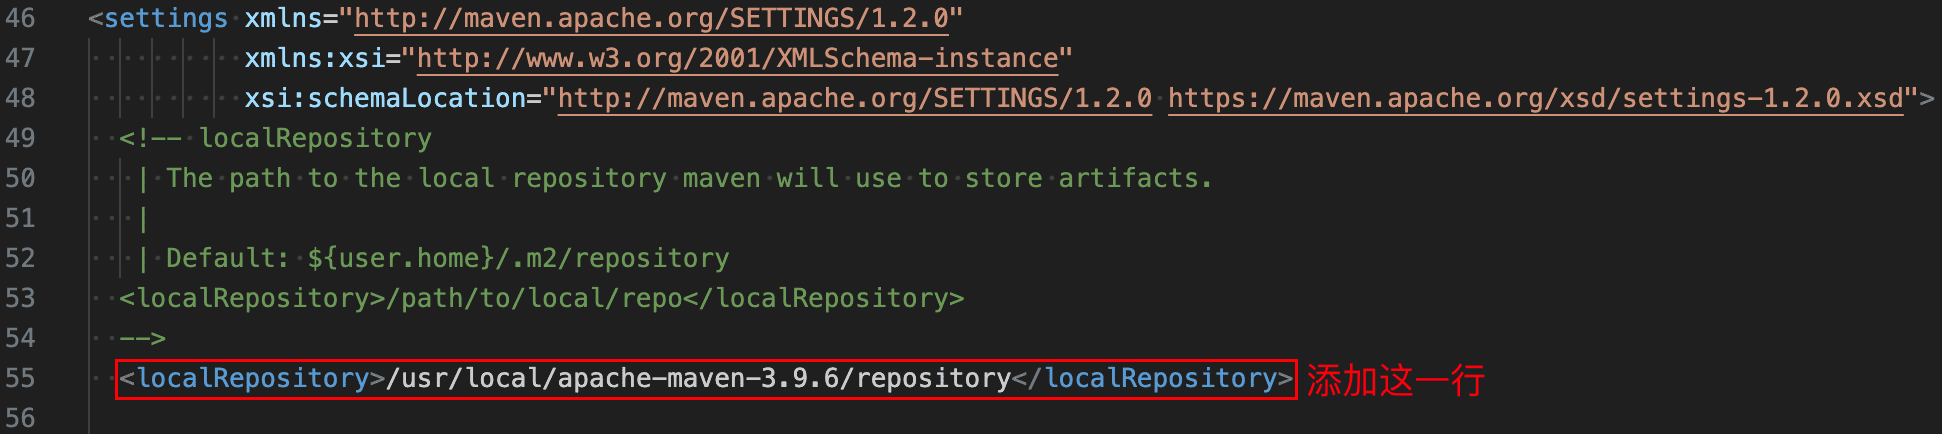 46 <settings xmlns="http://maven.apache.org/SETTINGS/1.2.0"
47 xmlns:xsi="http://www.w3.org/2001/XMLSchema-instance"
48 xsi:schemaLocation="http://maven.apache.org/SETTINGS/1.2.0 https://maven.apache.org/xsd/settings-1.2.0.xsd">
49 <!-- localRepository
50 | The path to the local repository maven will use to store artifacts.
51 |
52 | Default: ${user.home}/.m2/repository
53 <localRepository>/path/to/local/repo</localRepository>
54 -->
55 <localRepository>/usr/local/apache-maven-3.9.6/repository</localRepository> 添加这一行
56